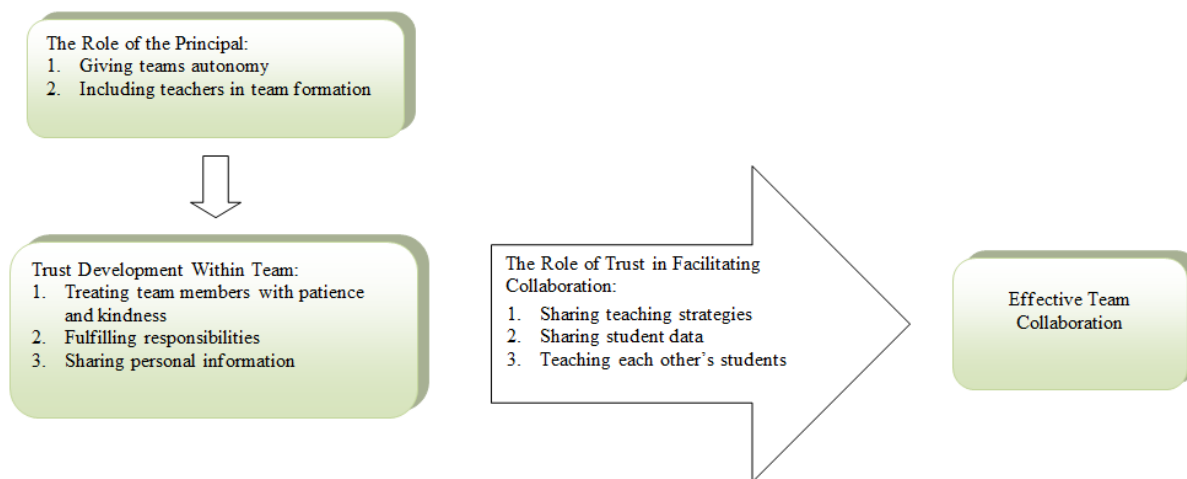 The Role of the Principal:
1. Giving teams autonomy
2. Including teachers in team formation
Trust Development Within Team:
1. Treating team members with patience
and kindness
2. Fulfilling responsibilities
3. Sharing personal information
The Role of Trust in Facilitating
Collaboration:
1. Sharing teaching strategies
2. Sharing student data
3. Teaching each other’s students
Effective Team
Collaboration